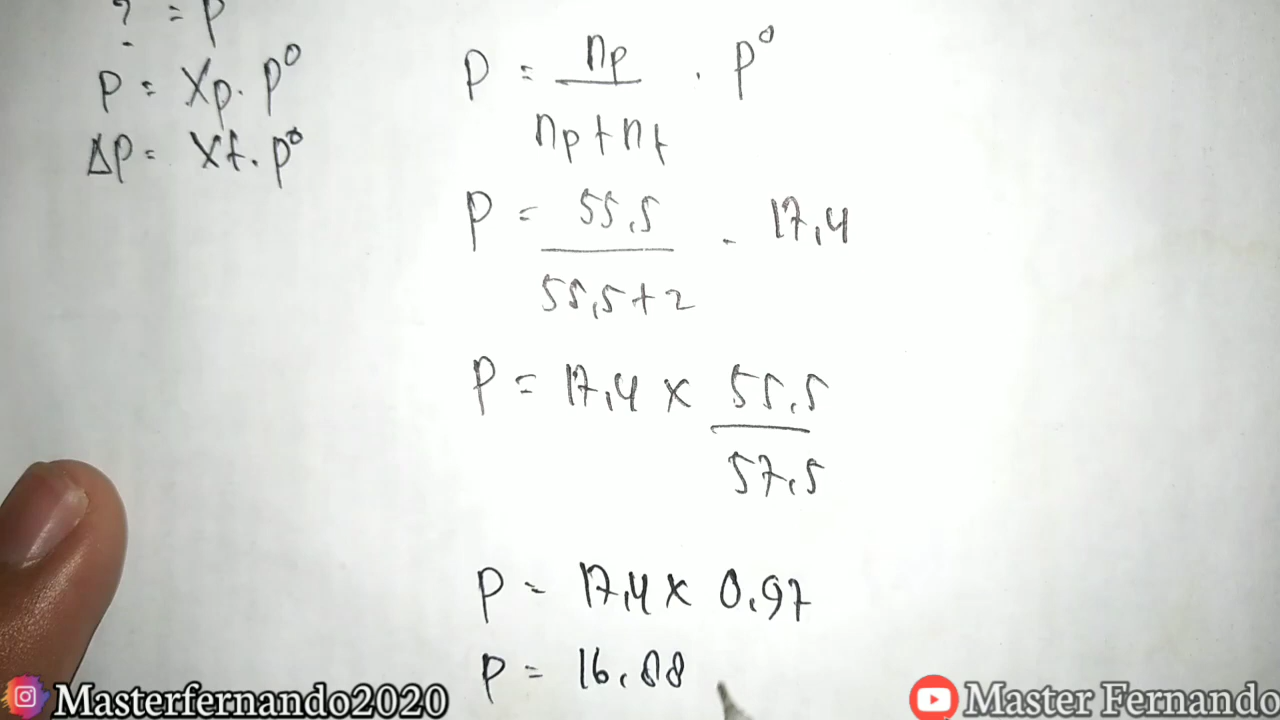 ? = P
P = Xp . P°
ΔP = Xt . P°
P = np / np + nt . P°
P = 55,5 / 55,5 + 2 . 17,4
P = 17,4 x 55,5 / 57,5
P = 17,4 x 0,97
P = 16,88
Masterfernando2020
Master Fernando